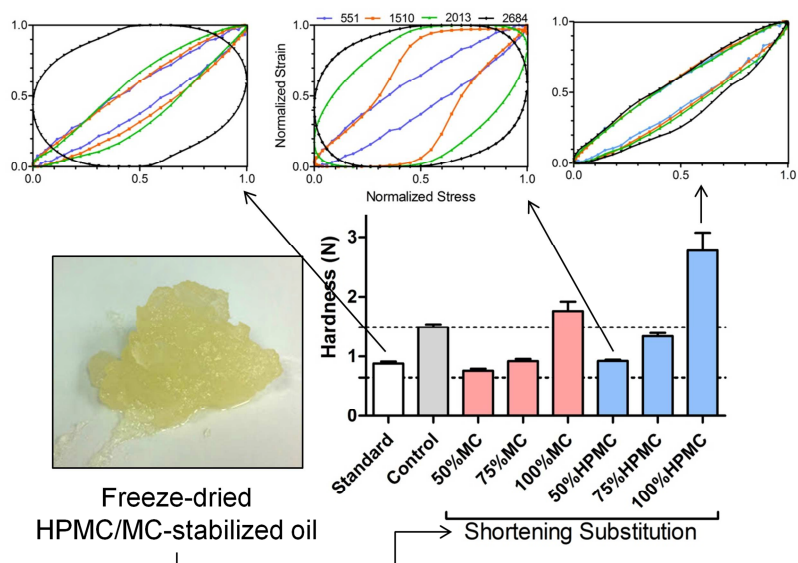 551 1510 2013 2684
1.0
0.5
0.0
0.0 0.5 1.0
Normalized Strain
1.0
0.5
0.0
0.0 0.5 1.0
Normalized Stress
1.0
0.5
0.0
0.0 0.5 1.0
Hardness (N)
3
2
1
0
Standard
Control
50%MC
75%MC
100%MC
50%HPMC
75%HPMC
100%HPMC
Freeze-dried
HPMC/MC-stabilized oil
Shortening Substitution